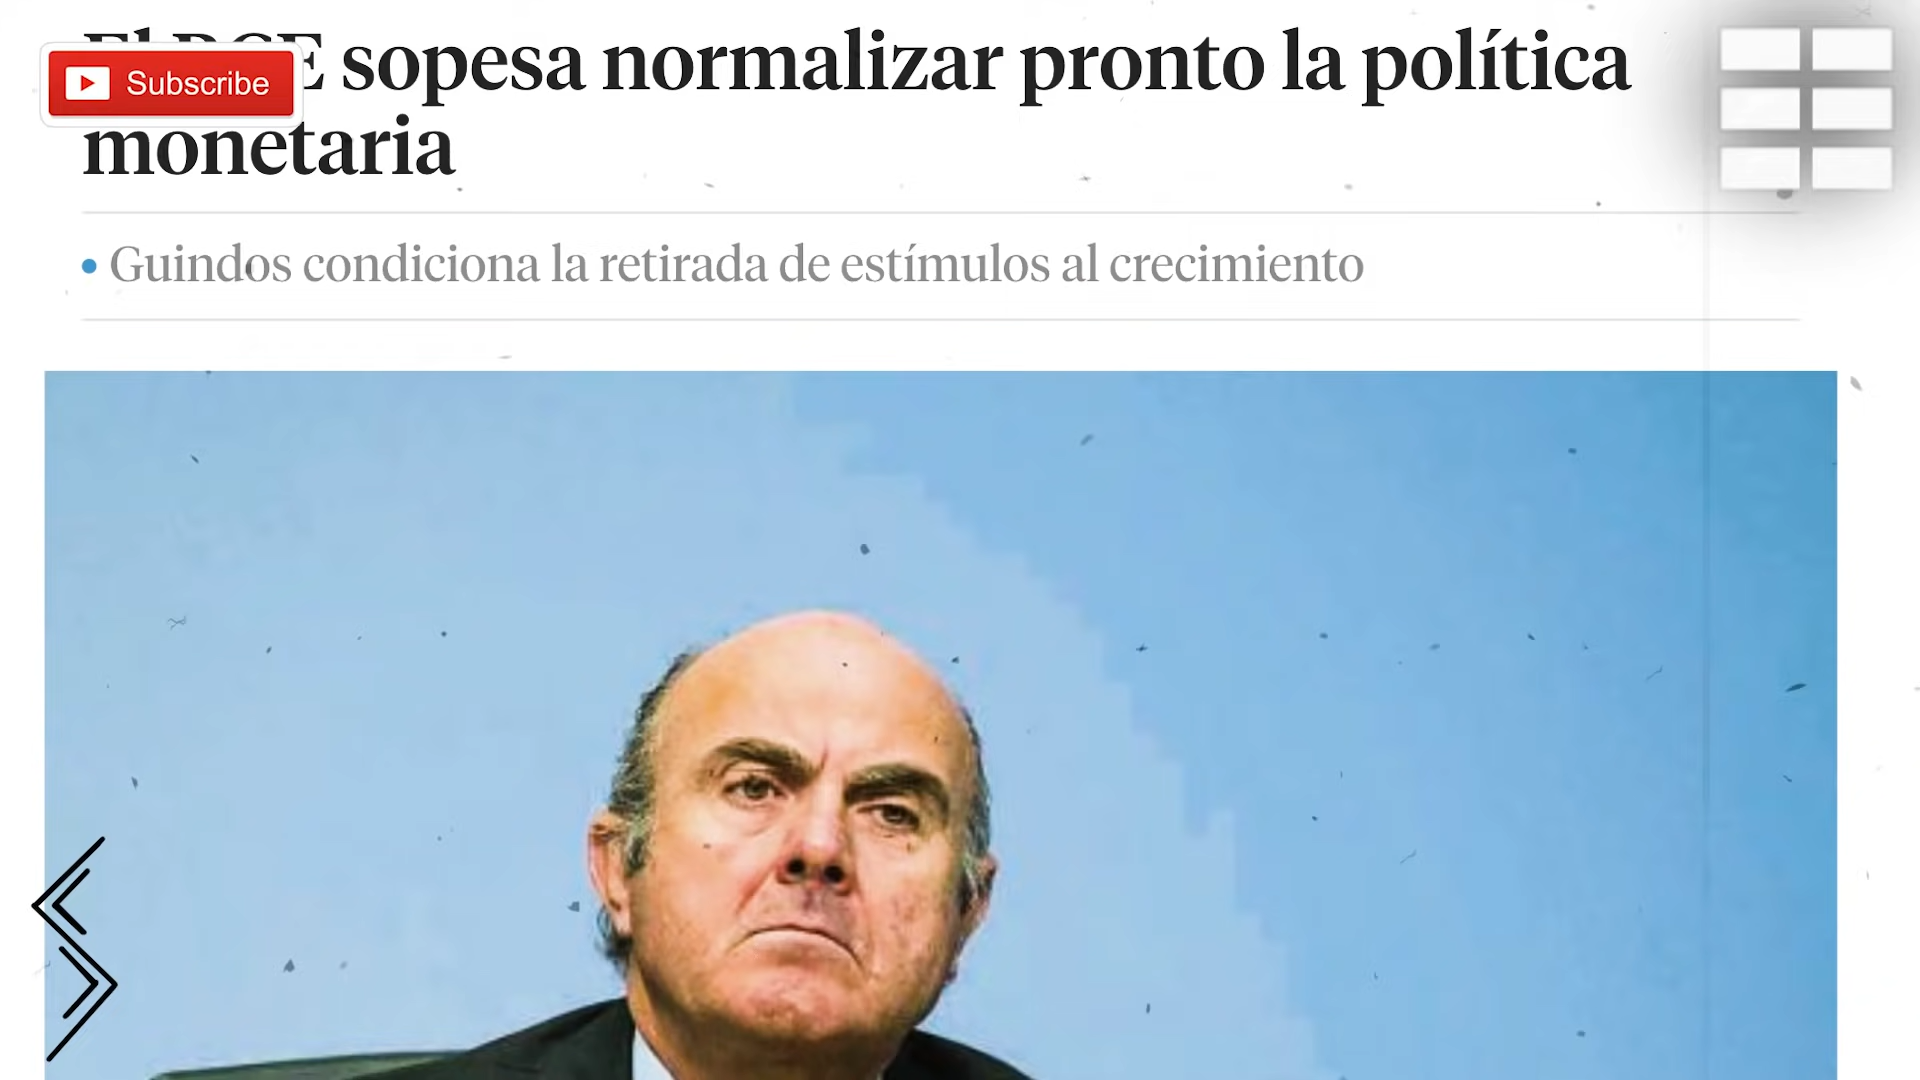 Subscribe
sopesa normalizar pronto la política
monetaria
Guindos condiciona la retirada de estímulos al crecimiento